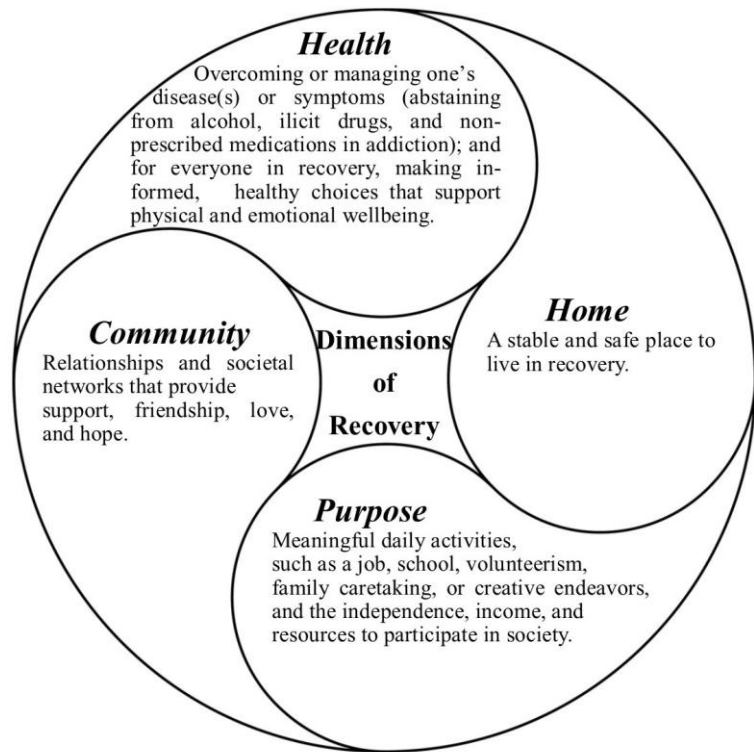 Health
Overcoming or managing one's
disease(s) or symptoms (abstaining
from alcohol, ilicit drugs, and non-
prescribed medications in addiction); and
for everyone in recovery, making in-
formed, healthy choices that support
physical and emotional wellbeing.
Home
A stable and safe place to
live in recovery.
Community
Relationships and societal
networks that provide
support, friendship, love,
and hope.
Dimensions
of
Recovery
Purpose
Meaningful daily activities,
such as a job, school, volunteerism,
family caretaking, or creative endeavors,
and the independence, income, and
resources to participate in society.